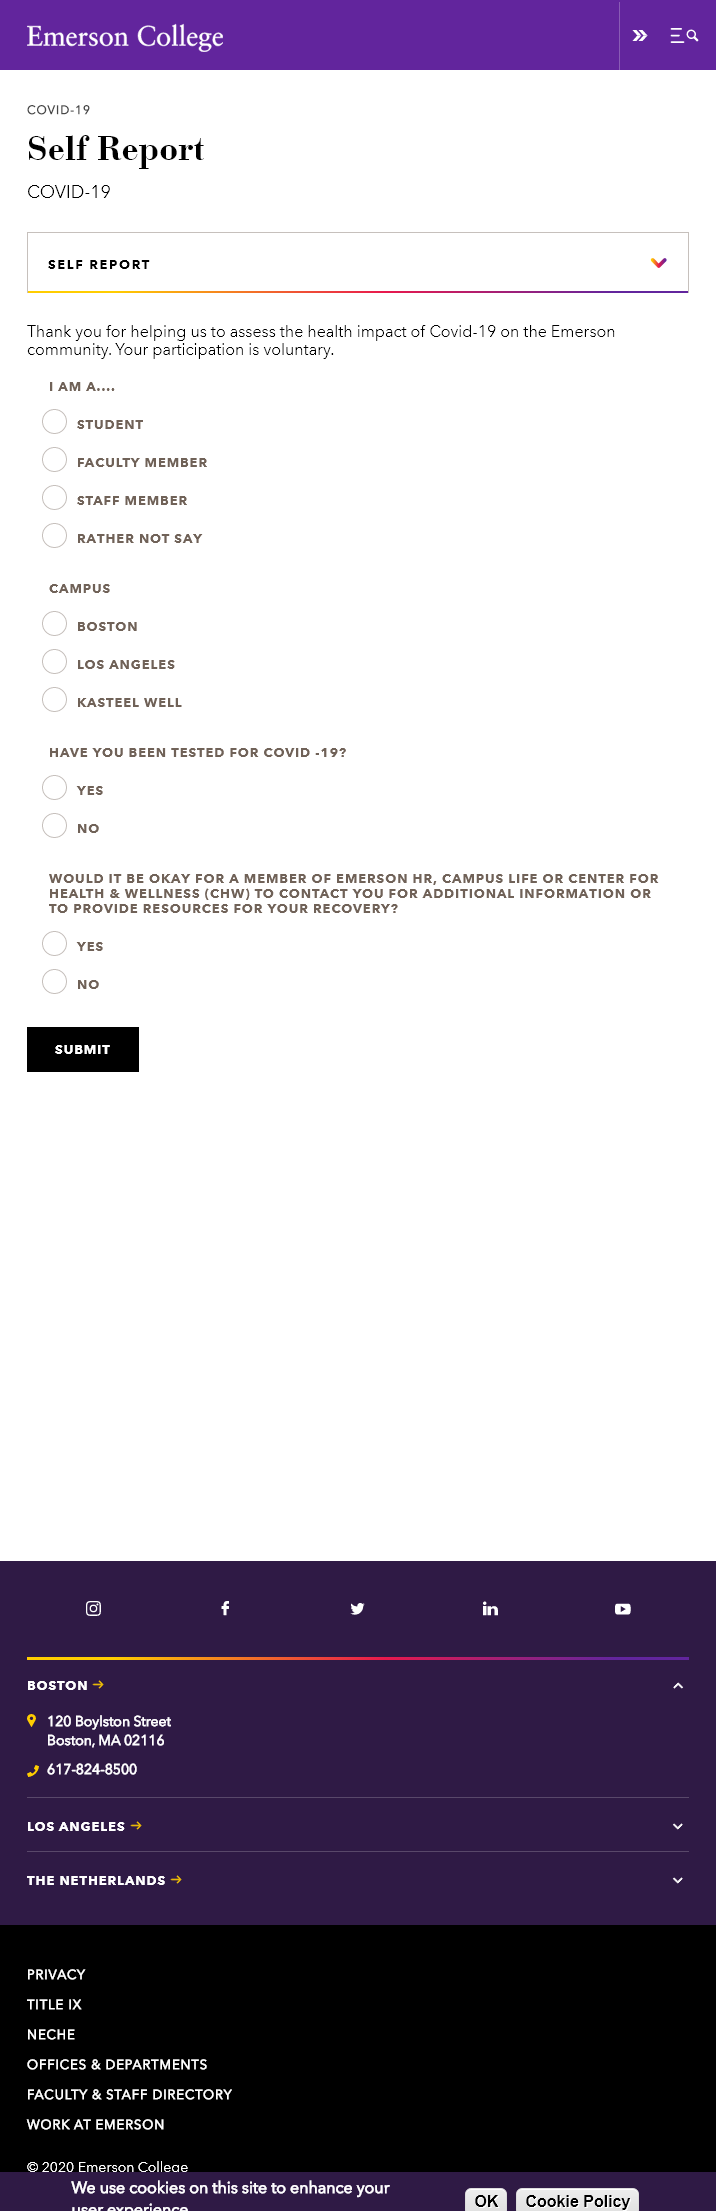 Emerson College
COVID-19
Self Report
COVID-19
SELF REPORT
Thank you for helping us to assess the health impact of Covid-19 on the Emerson
community. Your participation is voluntary.
I AM A....
STUDENT
FACULTY MEMBER
STAFF MEMBER
RATHER NOT SAY
CAMPUS
BOSTON
LOS ANGELES
KASTEEL WELL
HAVE YOU BEEN TESTED FOR COVID -19?
YES
NO
WOULD IT BE OKAY FOR A MEMBER OF EMERSON HR, CAMPUS LIFE OR CENTER FOR
HEALTH & WELLNESS (CHW) TO CONTACT YOU FOR ADDITIONAL INFORMATION OR
TO PROVIDE RESOURCES FOR YOUR RECOVERY?
YES
NO
SUBMIT
BOSTON
120 Boylston Street
Boston, MA 02116
617-824-8500
LOS ANGELES
THE NETHERLANDS
PRIVACY
TITLE IX
NECHE
OFFICES & DEPARTMENTS
FACULTY & STAFF DIRECTORY
WORK AT EMERSON
© 2020 Emerson College
We use cookies on this site to enhance your
user experience
OK
Cookie Policy